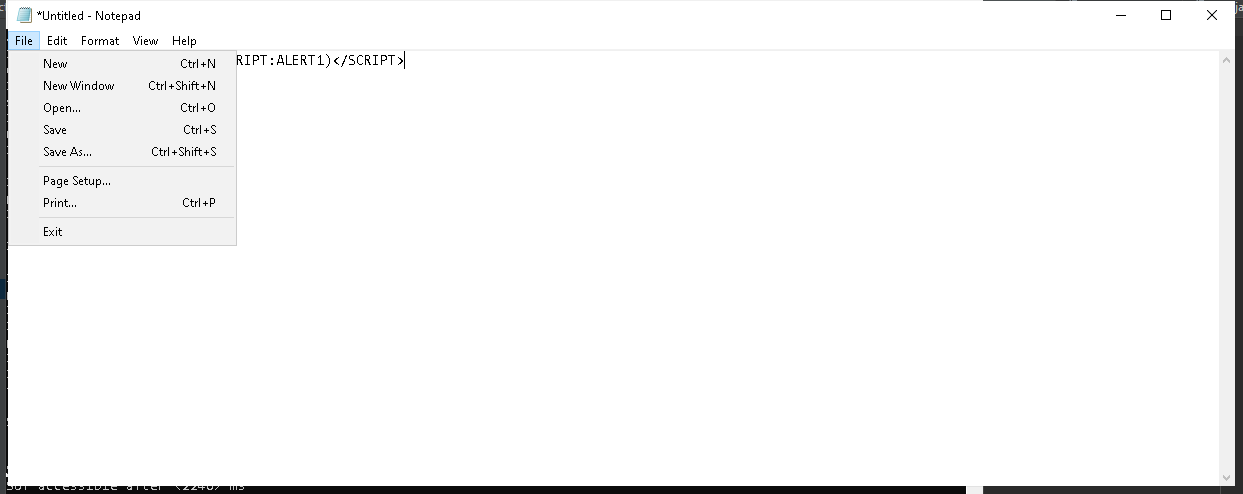 *Untitled - Notepad
File Edit Format View Help
RIPT:ALERT1)</SCRIPT>
New Ctrl+N
New Window Ctrl+Shift+N
Open... Ctrl+O
Save Ctrl+S
Save As... Ctrl+Shift+S
Page Setup...
Print... Ctrl+P
Exit
accessible after <2240> ms